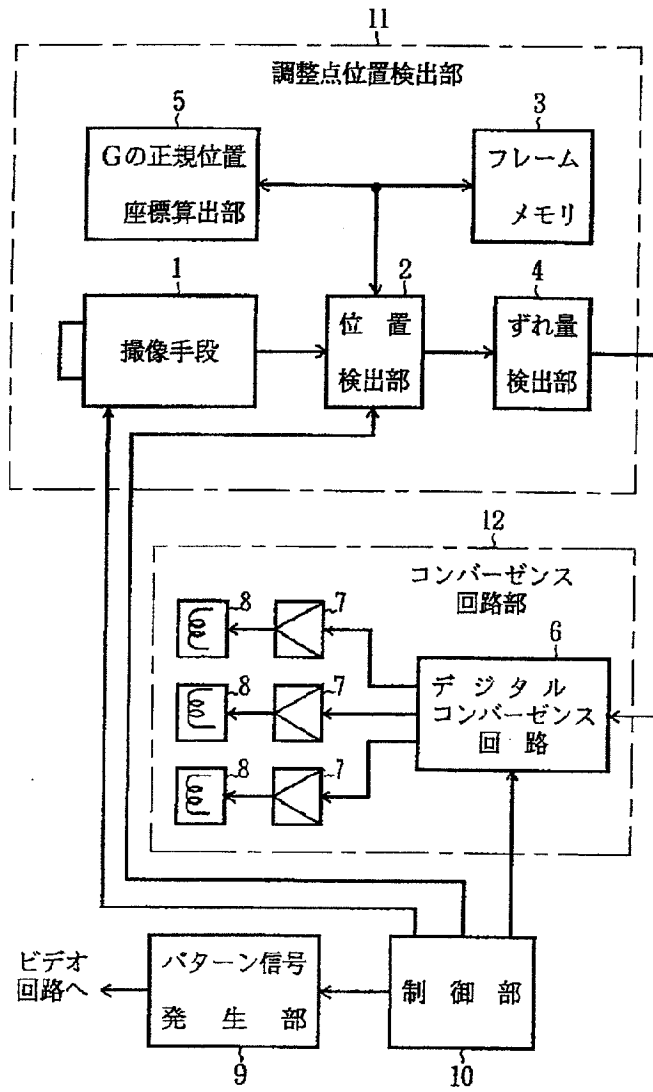 11
調整点位置検出部
5
Gの正規位置
座標算出部
3
フレーム
メモリ
1
撮像手段
2
位置
検出部
4
ずれ量
検出部
12
コンバーゼンス
回路部
8
7
8
7
8
7
6
デジタル
コンバーゼンス
回路
ビデオ
回路へ
パターン信号
発生部
9
制御部
10